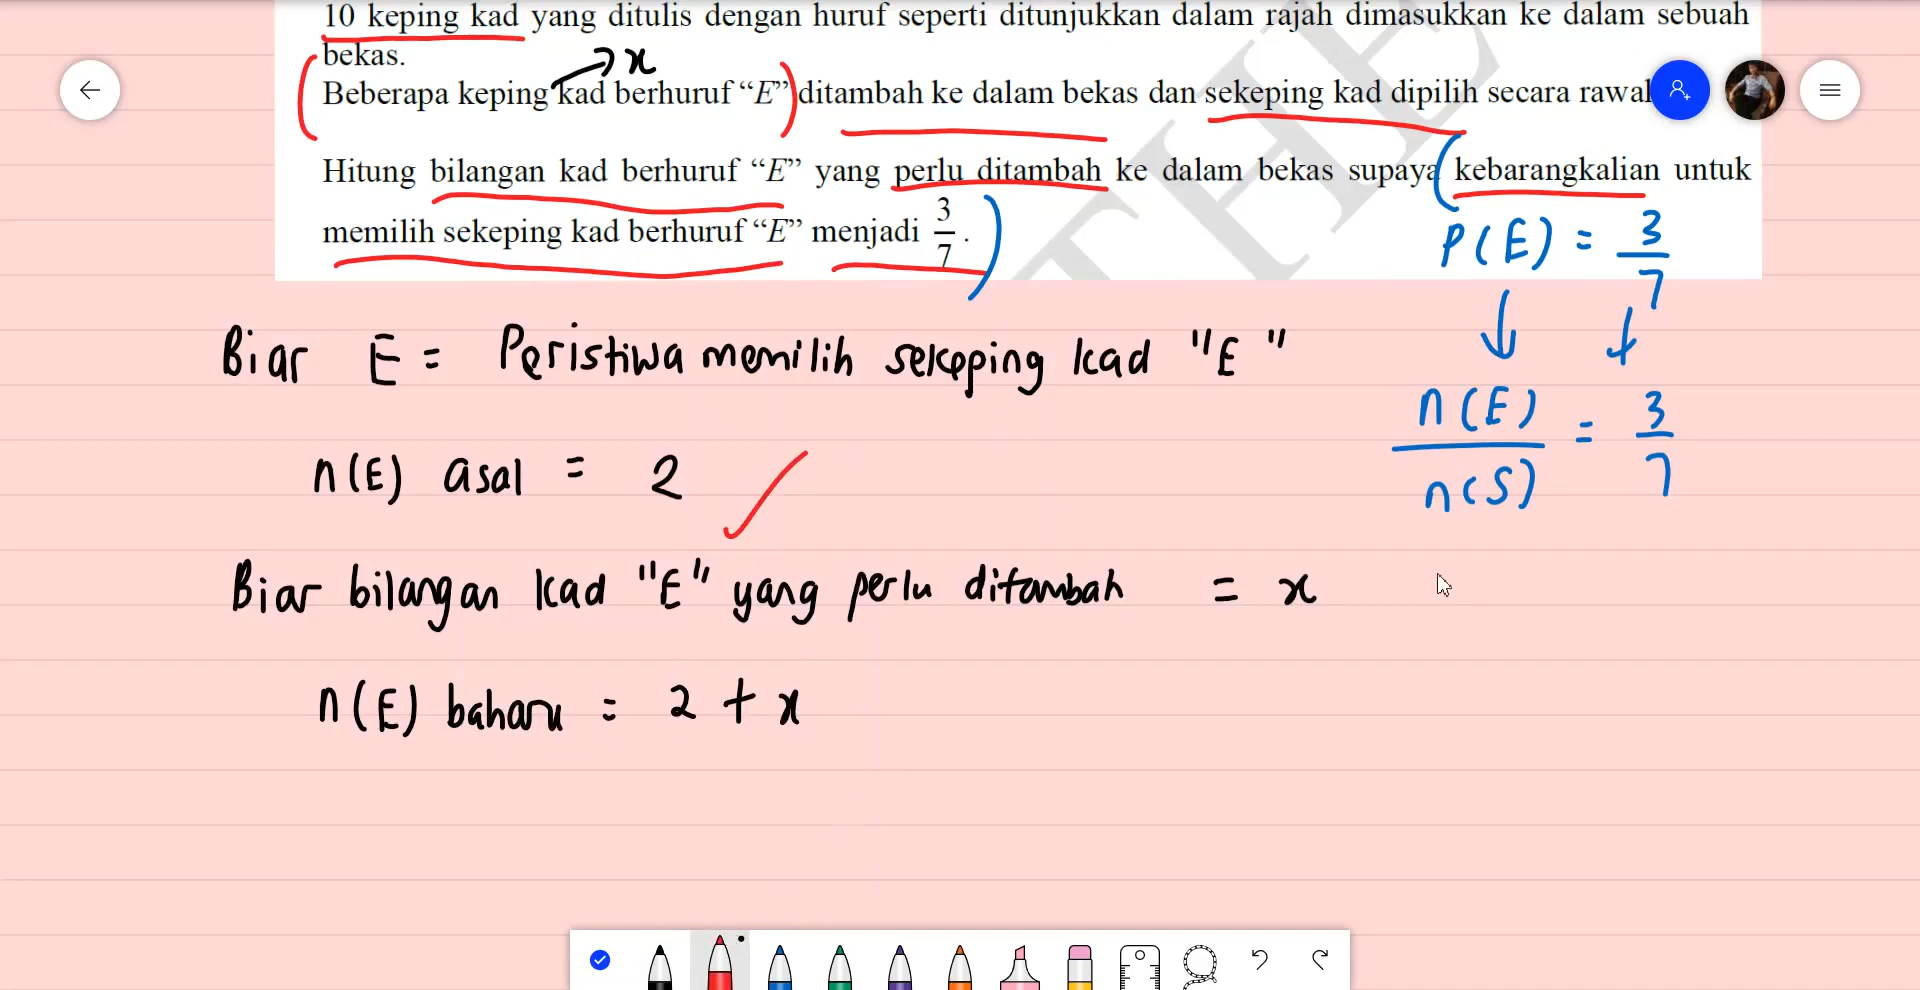 10 keping kad yang ditulis dengan huruf seperti ditunjukkan dalam rajah dimasukkan ke dalam sebuah
bekas.
x
Beberapa keping kad berhuruf “E” ditambah ke dalam bekas dan sekeping kad dipilih secara rawa
Hitung bilangan kad berhuruf “E” yang perlu ditambah ke dalam bekas supaya kebarangkalian untuk
memilih sekeping kad berhuruf “E” menjadi 3/7.
P(E) = 3/7
Biar E = Peristiwa memilih sekeping kad "E"
n(E)/n(S) = 3/7
n(E) asal = 2
Biar bilangan kad "E" yang perlu ditambah = x
n(E) baharu = 2 + x
THE